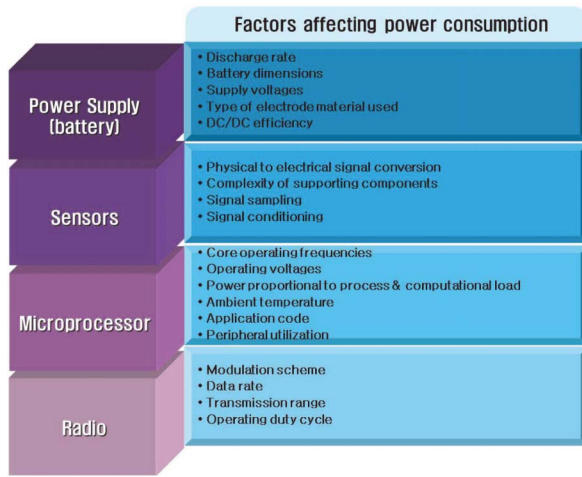 Factors affecting power consumption
Power Supply
(battery)
• Discharge rate
• Battery dimensions
• Supply voltages
• Type of electrode material used
• DC/DC efficiency
Sensors
• Physical to electrical signal conversion
• Complexity of supporting components
• Signal sampling
• Signal conditioning
Microprocessor
• Core operating frequencies
• Operating voltages
• Power proportional to process & computational load
• Ambient temperature
• Application code
• Peripheral utilization
Radio
• Modulation scheme
• Data rate
• Transmission range
• Operating duty cycle